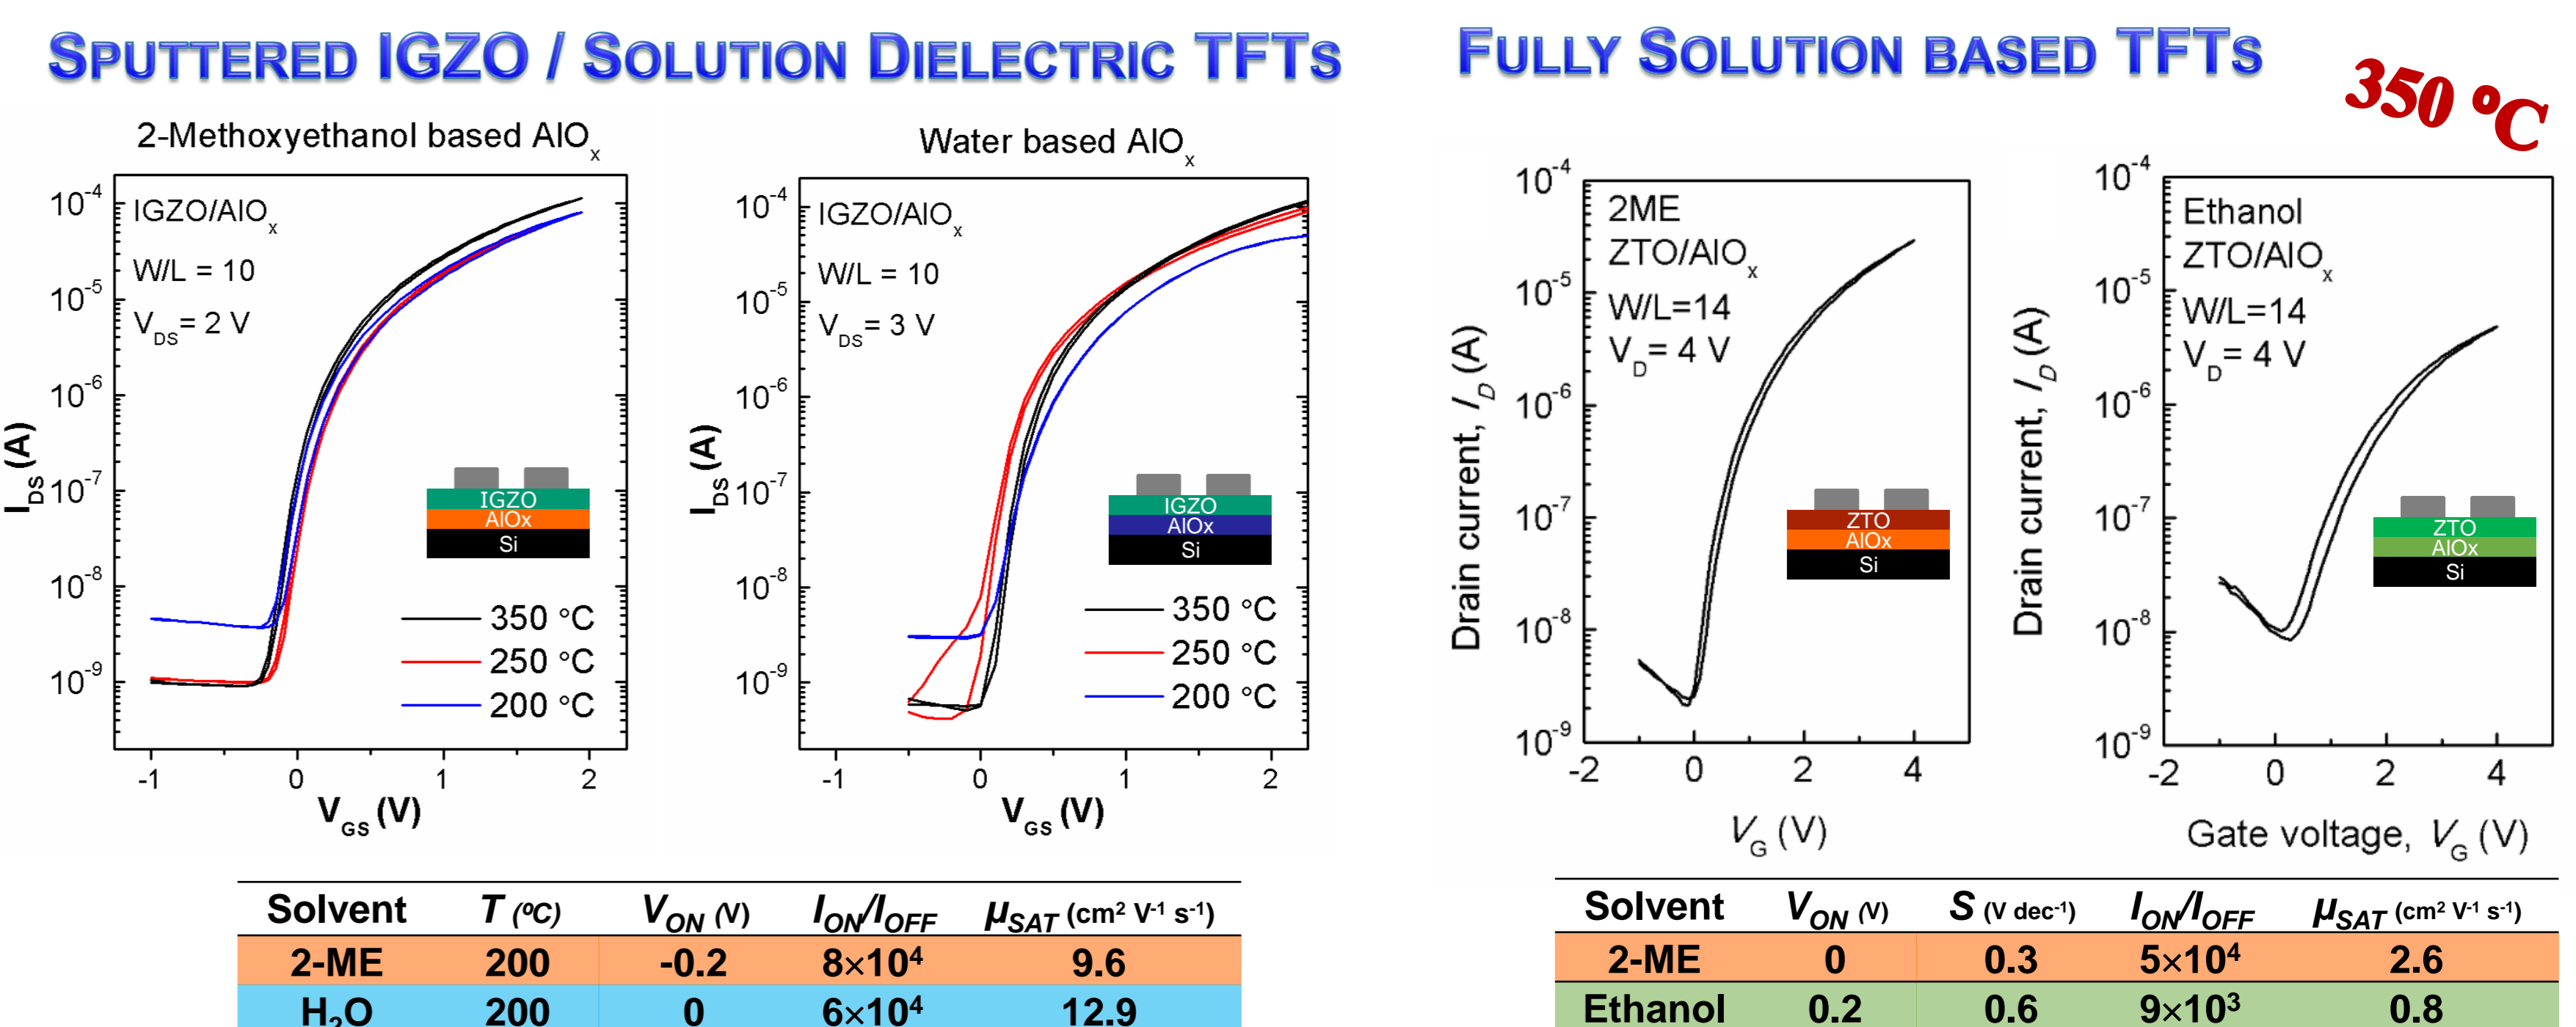 SPUTTERED IGZO / SOLUTION DIELECTRIC TFTS
2-Methoxyethanol based AlOx
IGZO/AlOx
W/L = 10
VDS= 2 V
10-4
10-5
10-6
10-7
10-8
10-9
IDS (A)
IGZO
AlOx
Si
350 °C
250 °C
200 °C
-1 0 1 2
VGS (V)
Water based AlOx
IGZO/AlOx
W/L = 10
VDS= 3 V
10-4
10-5
10-6
10-7
10-8
10-9
IDS (A)
IGZO
AlOx
Si
350 °C
250 °C
200 °C
-1 0 1 2
VGS (V)
Solvent T (ºC) VON (V) ION/IOFF μSAT (cm2 V-1 s-1)
2-ME 200 -0.2 8×104 9.6
H2O 200 0 6×104 12.9
FULLY SOLUTION BASED TFTS
350 ºC
2ME
ZTO/AlOx
W/L=14
VD= 4 V
10-4
10-5
10-6
10-7
10-8
10-9
Drain current, ID (A)
ZTO
AlOx
Si
-2 0 2 4
VG (V)
Ethanol
ZTO/AlOx
W/L=14
VD= 4 V
10-4
10-5
10-6
10-7
10-8
10-9
Drain current, ID (A)
ZTO
AlOx
Si
-2 0 2 4
Gate voltage, VG (V)
Solvent VON (V) S (V dec-1) ION/IOFF μSAT (cm2 V-1 s-1)
2-ME 0 0.3 5×104 2.6
Ethanol 0.2 0.6 9×103 0.8